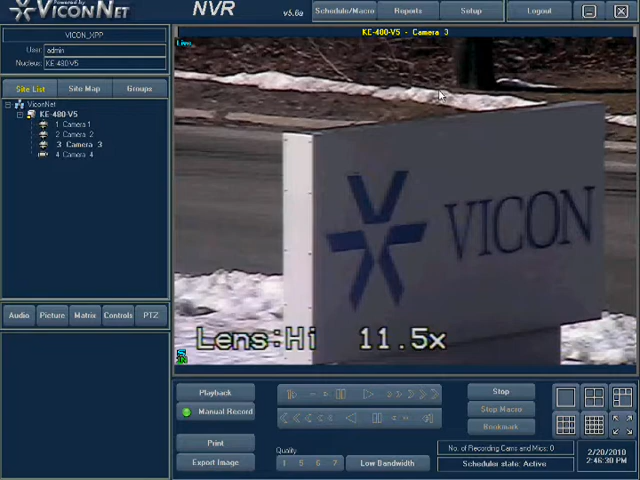 Powered by
VICONNET
NVR
v5.6a
Schedule/Macro
Reports
Setup
Logout
VICON_XPP
User: admin
Nucleus: KE-480-V5
KE-480-V5 - Camera 3
Live
Site List
Site Map
Groups
ViconNet
KE-480-V5
1 Camera 1
2 Camera 2
3 Camera 3
4 Camera 4
VICON
Lens:Hi 11.5x
Audio
Picture
Matrix
Controls
PTZ
Playback
Manual Record
Print
Export Image
Stop
Stop Macro
Bookmark
Quality
1 5 6 7
Low Bandwidth
No. of Recording Cams and Mics: 0
Scheduler state: Active
2/20/2010
2:46:30 PM